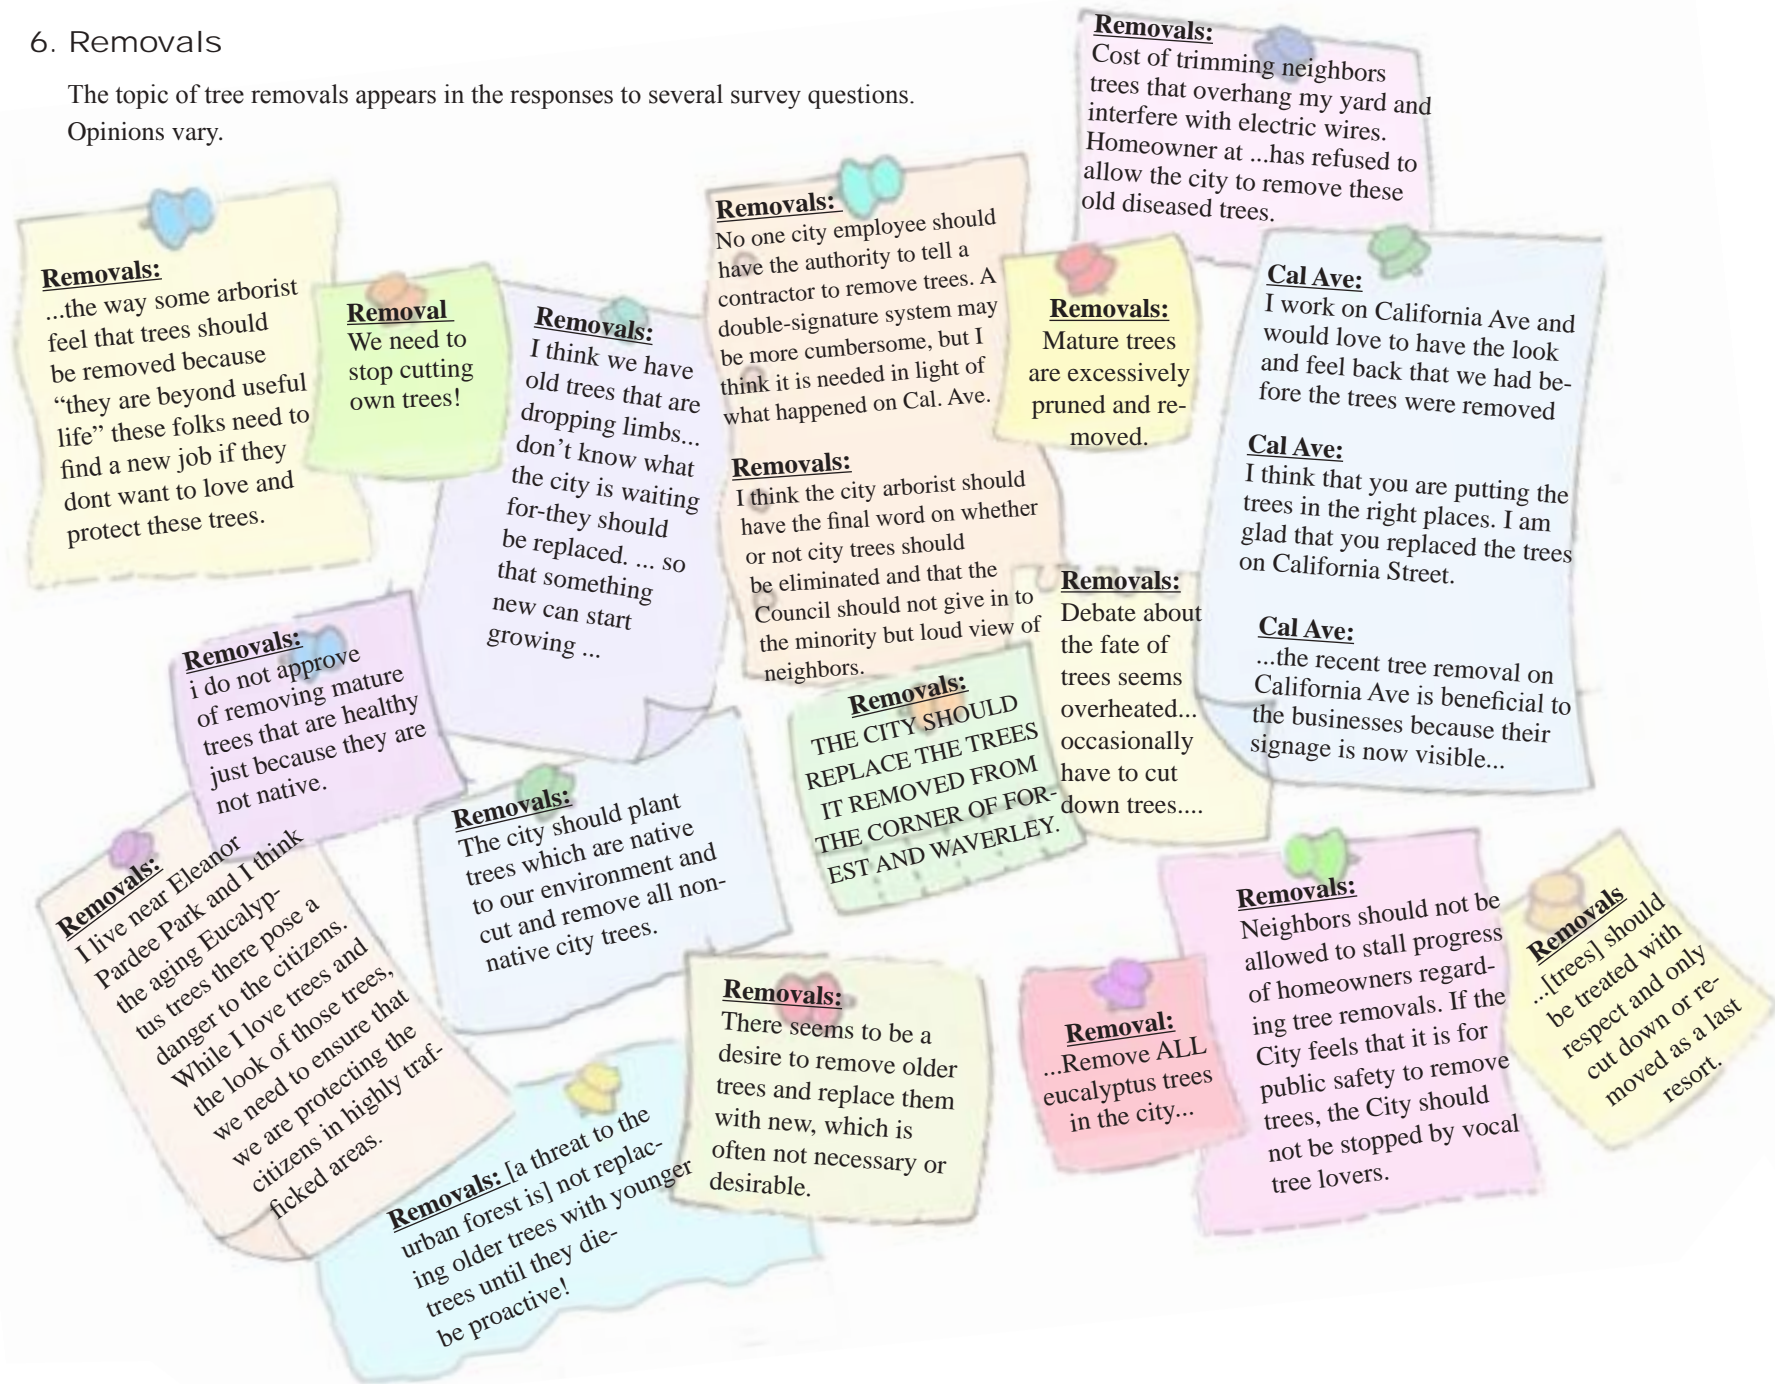 6. Removals
The topic of tree removals appears in the responses to several survey questions.
Opinions vary.
Removals:
Cost of trimming neighbors
trees that overhang my yard and
interfere with electric wires.
Homeowner at ...has refused to
allow the city to remove these
old diseased trees.
Removals:
...the way some arborist
feel that trees should
be removed because
“they are beyond useful
life” these folks need to
find a new job if they
dont want to love and
protect these trees.
Removal
We need to
stop cutting
own trees!
Removals:
I think we have
old trees that are
dropping limbs...
don't know what
the city is waiting
for-they should
be replaced. ... so
that something
new can start
growing ...
Removals:
No one city employee should
have the authority to tell a
contractor to remove trees. A
double-signature system may
be more cumbersome, but I
think it is needed in light of
what happened on Cal. Ave.
Removals:
I think the city arborist should
have the final word on whether
or not city trees should
be eliminated and that the
Council should not give in to
the minority but loud view of
neighbors.
Removals:
Mature trees
are excessively
pruned and re-
moved.
Cal Ave:
I work on California Ave and
would love to have the look
and feel back that we had be-
fore the trees were removed
Cal Ave:
I think that you are putting the
trees in the right places. I am
glad that you replaced the trees
on California Street.
Cal Ave:
...the recent tree removal on
California Ave is beneficial to
the businesses because their
signage is now visible...
Removals:
Debate about
the fate of
trees seems
overheated...
occasionally
have to cut
down trees....
Removals:
i do not approve
of removing mature
trees that are healthy
just because they are
not native.
Removals:
THE CITY SHOULD
REPLACE THE TREES
IT REMOVED FROM
THE CORNER OF FOR-
EST AND WAVERLEY.
Removals:
The city should plant
trees which are native
to our environment and
cut and remove all non-
native city trees.
Removals:
I live near Eleanor
Pardee Park and I think
the aging Eucalyp-
tus trees there pose a
danger to the citizens.
While I love trees and
the look of those trees,
we need to ensure that
we are protecting the
citizens in highly traf-
ficked areas.
Removals: [a threat to the
urban forest is] not replac-
ing older trees with younger
trees until they die-
be proactive!
Removals:
There seems to be a
desire to remove older
trees and replace them
with new, which is
often not necessary or
desirable.
Removal:
...Remove ALL
eucalyptus trees
in the city...
Removals:
Neighbors should not be
allowed to stall progress
of homeowners regard-
ing tree removals. If the
City feels that it is for
public safety to remove
trees, the City should
not be stopped by vocal
tree lovers.
Removals
...[trees] should
be treated with
respect and only
cut down or re-
moved as a last
resort.